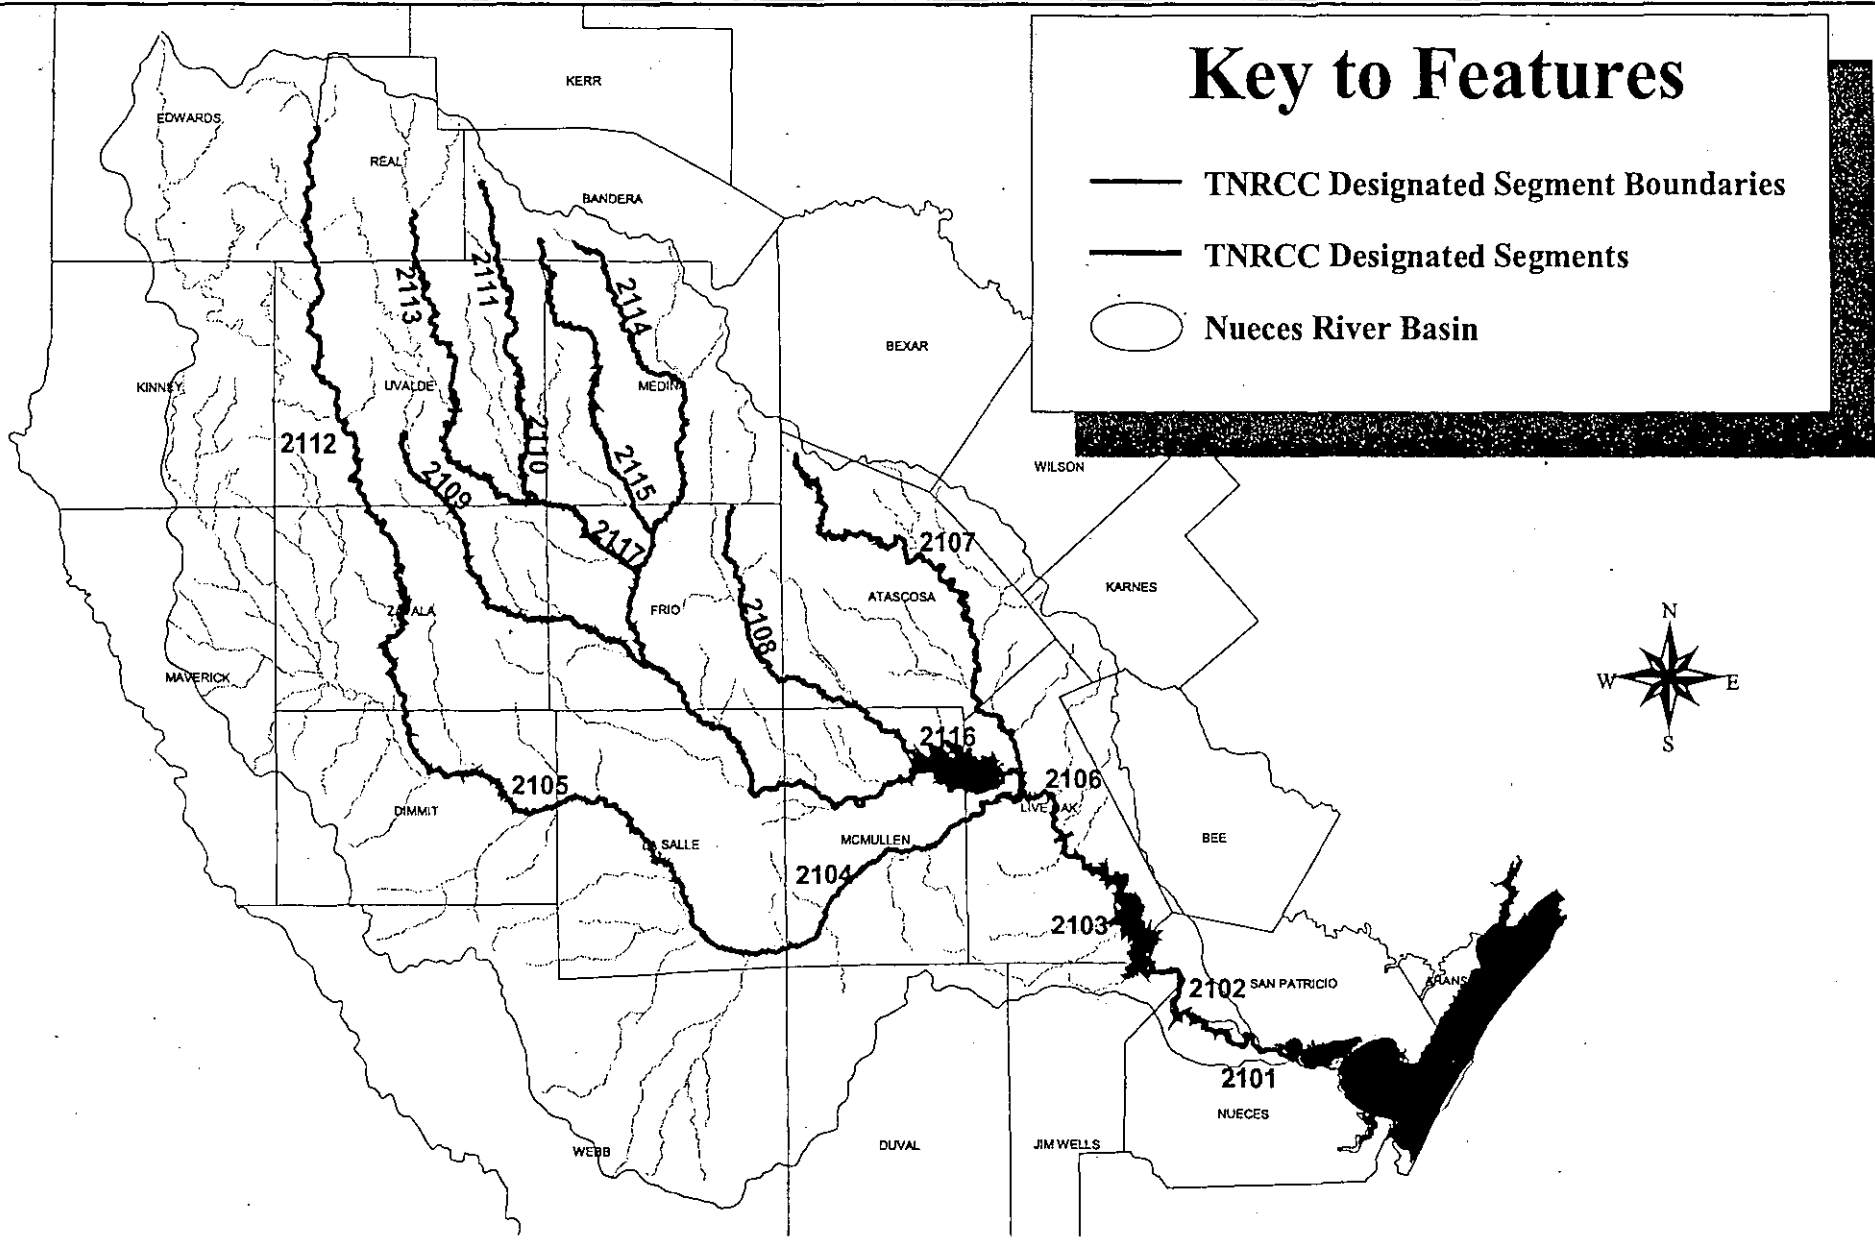 Key to Features
TNRCC Designated Segment Boundaries
TNRCC Designated Segments
Nueces River Basin
KERR
EDWARDS
REAL
BANDERA
2113
2111
2114
BEXAR
KINNEY
UVALDE
MEDINA
2112
2109
2110
2115
WILSON
2117
2107
KARNES
ZAVALA
FRIO
2108
ATASCOSA
MAVERICK
N
W
E
S
2116
2105
2106
DIMMIT
LIVE OAK
LA SALLE
MCMULLEN
BEE
2104
2103
2102
SAN PATRICIO
ARANS
2101
NUECES
WEBB
DUVAL
JIM WELLS